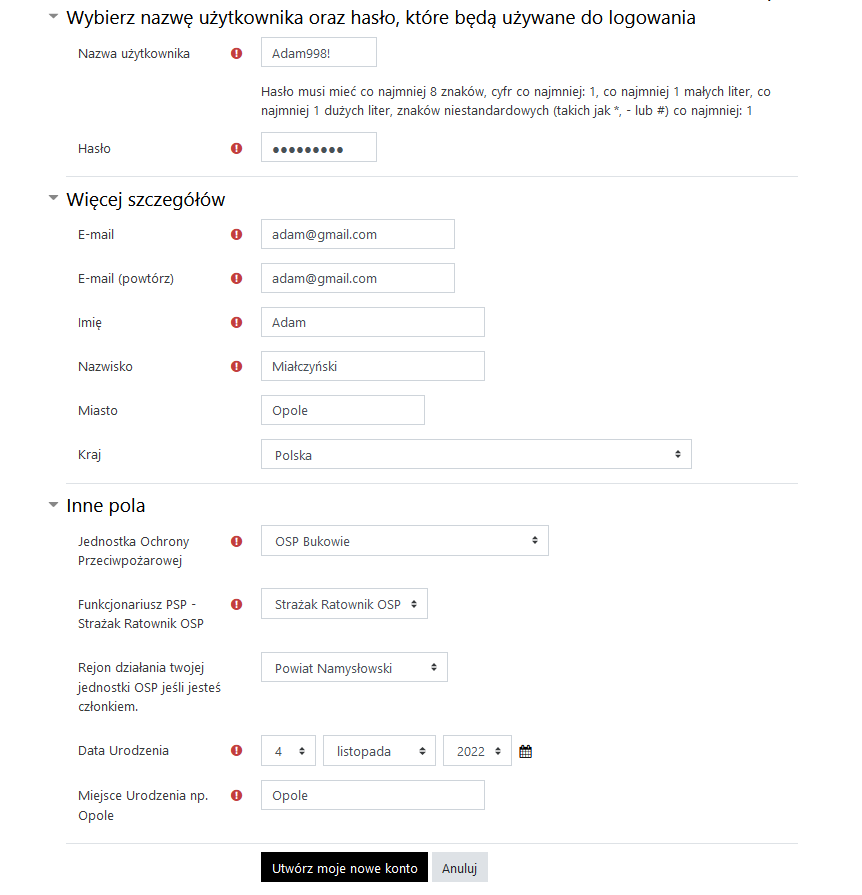 Wybierz nazwę użytkownika oraz hasło, które będą używane do logowania
Nazwa użytkownika
Adam998!
Hasło musi mieć co najmniej 8 znaków, cyfr co najmniej: 1, co najmniej 1 małych liter, co
najmniej 1 dużych liter, znaków niestandardowych (takich jak *, - lub #) co najmniej: 1
Hasło
●●●●●●●●●
Więcej szczegółów
E-mail
adam@gmail.com
E-mail (powtórz)
adam@gmail.com
Imię
Adam
Nazwisko
Miałczyński
Miasto
Opole
Kraj
Polska
Inne pola
Jednostka Ochrony
Przeciwpożarowej
OSP Bukowie
Funkcjonariusz PSP -
Strażak Ratownik OSP
Strażak Ratownik OSP
Rejon działania twojej
jednostki OSP jeśli jesteś
członkiem.
Powiat Namysłowski
Data Urodzenia
4 listopada 2022
Miejsce Urodzenia np.
Opole
Opole
Utwórz moje nowe konto Anuluj